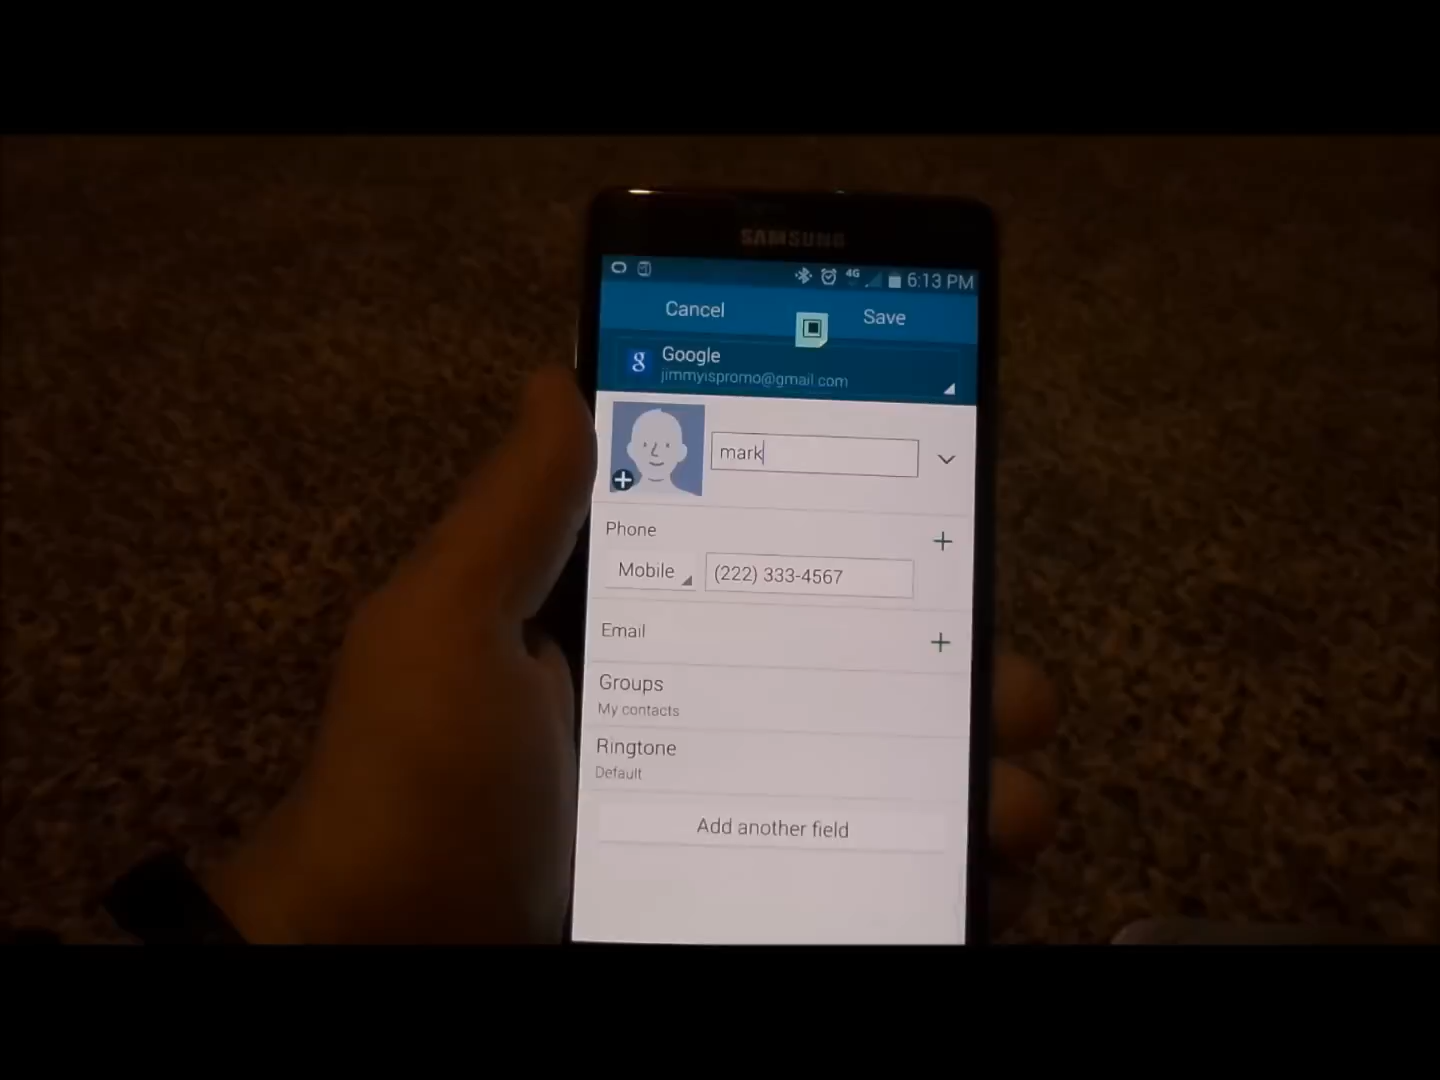 SAMSUNG
4G 6:13 PM
Cancel Save
g Google
jimmyispromo@gmail.com
mark
Phone
Mobile (222) 333-4567
Email
Groups
My contacts
Ringtone
Default
Add another field